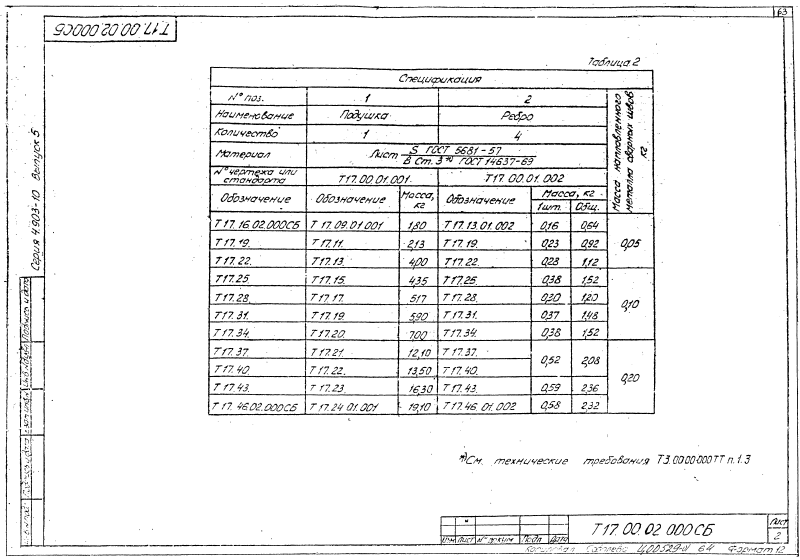 63
Т17.00.02.000СБ
Таблица 2
Спецификация
N° поз. 1 2
Наименование Подушка Ребро
Количество 1 4
Материал Лист S ГОСТ 5681-57
В Ст. 3 *) ГОСТ 14637-69
N° чертежа или стандарта Т17.00.01.001 Т17.00.01.002
Масса наплавленного металла сварных швов кг
Обозначение Обозначение Масса, кг Обозначение Масса, кг
1шт. Общ.
Т17.16.02.000СБ Т17.09.01.001 1,80 Т17.13.01.002 0,16 0,64
Т17.19. Т17.11. 2,13 Т17.19. 0,23 0,92 0,05
Т17.22. Т17.13. 4,00 Т17.22. 0,28 1,12
Т17.25. Т17.15. 4,35 Т17.25. 0,38 1,52
Т17.28. Т17.17. 5,17 Т17.28. 0,30 1,20
0,10
Т17.31. Т17.19. 5,90 Т17.31. 0,37 1,48
Т17.34. Т17.20. 7,00 Т17.34. 0,38 1,52
Т17.37. Т17.21. 12,10 Т17.37.
0,52 2,08
Т17.40. Т17.22. 13,50 Т17.40.
0,20
Т17.43. Т17.23. 16,30 Т17.43. 0,59 2,36
Т17.46.02.000СБ Т17.24.01.001 19,10 Т17.46.01.002 0,58 2,32
*) См. технические требования Т3.00.00.000ТТ п.1.3
Серия 4.903-10 Выпуск 5
Подпись и дата
Т17.00.02.000СБ
Лист
2
Изм. Лист N° докум. Подп. Дата
Копировал Ц00529-01 64 Формат 12